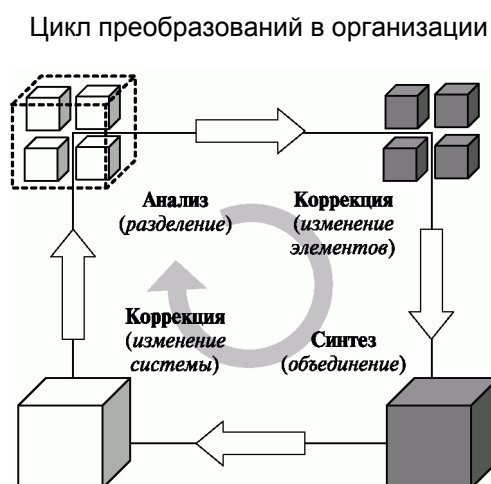 Цикл преобразований в организации
Анализ
(разделение)
Коррекция
(изменение
элементов)
Коррекция
(изменение
системы)
Синтез
(объединение)